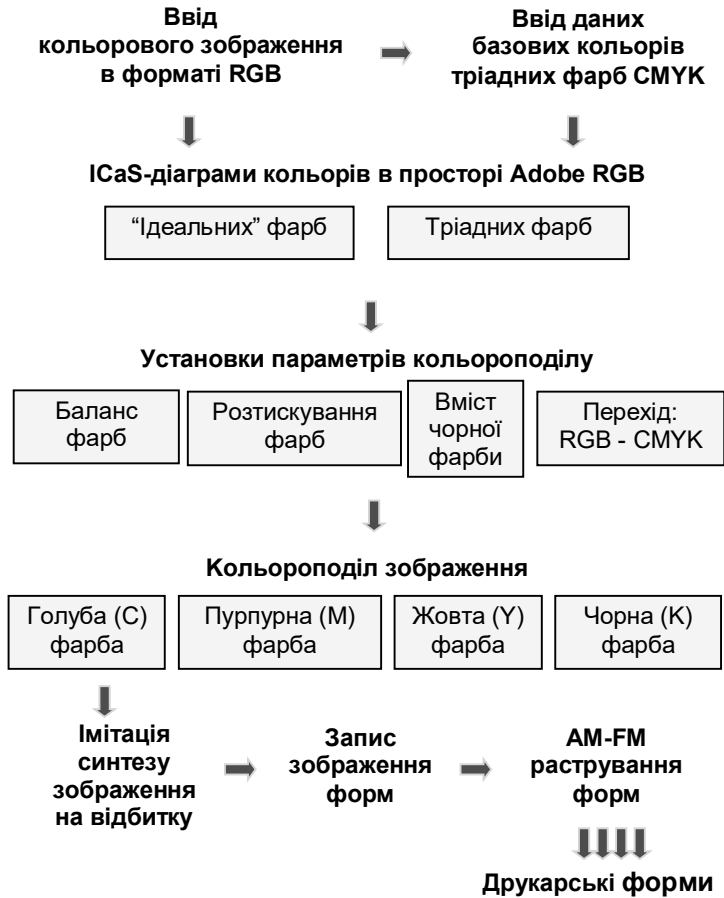 Ввід
кольорового зображення
в форматі RGB
Ввід даних
базових кольорів
тріадних фарб CMYK
ICaS-діаграми кольорів в просторі Adobe RGB
“Ідеальних” фарб
Тріадних фарб
Установки параметрів кольороподілу
Баланс
фарб
Розтискування
фарб
Вміст
чорної
фарби
Перехід:
RGB - CMYK
Кольороподіл зображення
Голуба (C)
фарба
Пурпурна (M)
фарба
Жовта (Y)
фарба
Чорна (K)
фарба
Імітація
синтезу
зображення
на відбитку
Запис
зображення
форм
AM-FM
растрування
форм
Друкарські форми